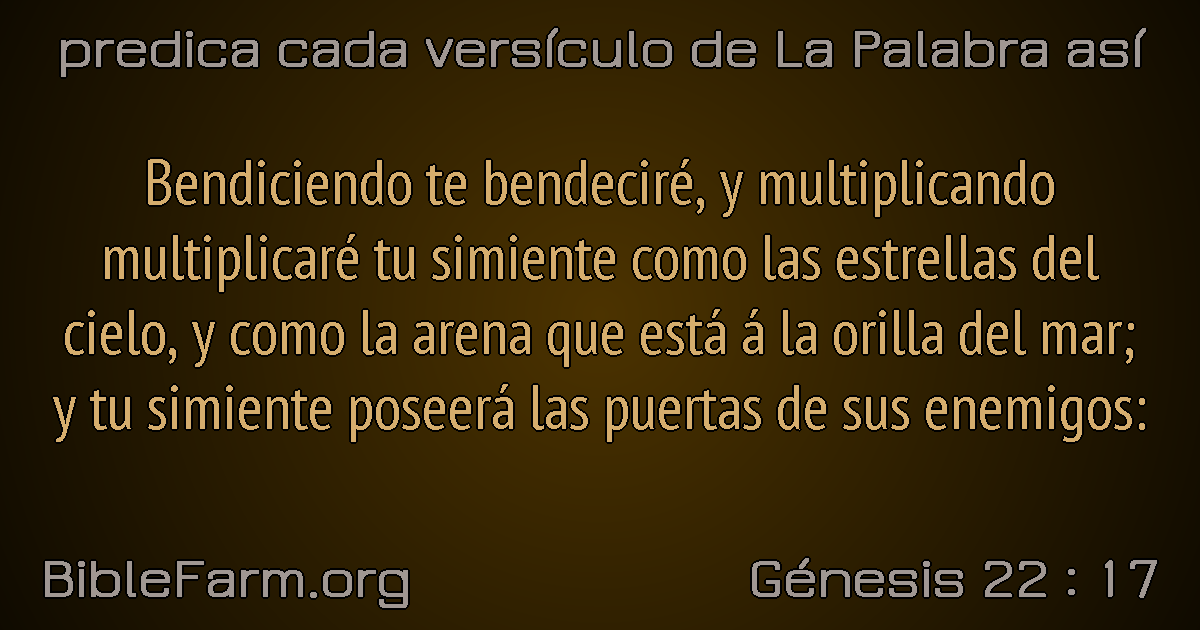 predica cada versículo de La Palabra así
Bendiciendo te bendeciré, y multiplicando
multiplicaré tu simiente como las estrellas del
cielo, y como la arena que está á la orilla del mar;
y tu simiente poseerá las puertas de sus enemigos:
BibleFarm.org
Génesis 22 : 17